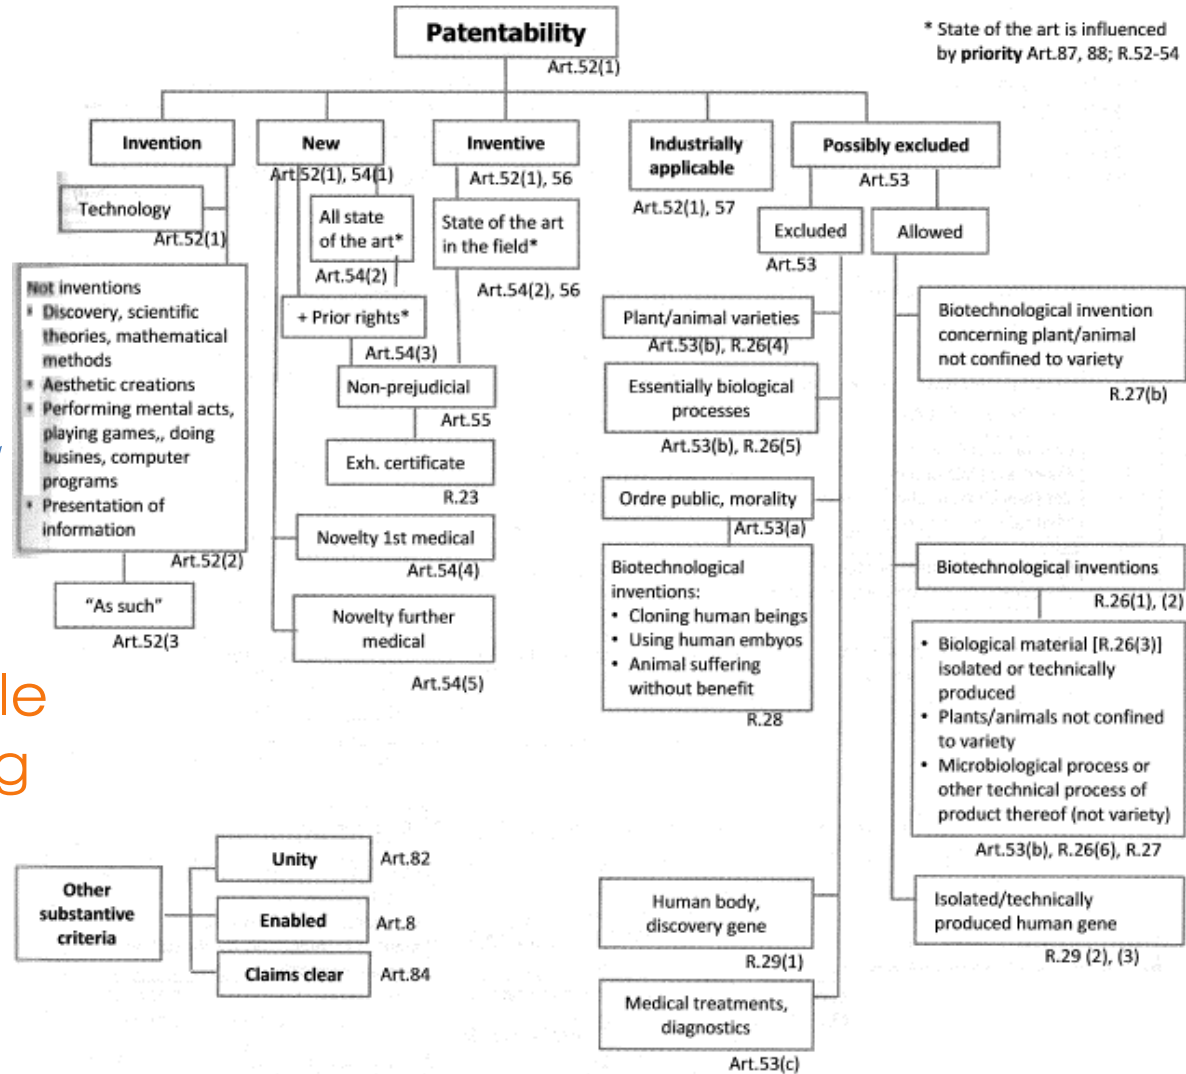 Patentability
Art.52(1)
* State of the art is influenced
by priority Art.87, 88; R.52-54
Invention
New
Art.52(1), 54(1)
Inventive
Art.52(1), 56
Industrially
applicable
Art.52(1), 57
Possibly excluded
Art.53
Technology
Art.52(1)
Not inventions
• Discovery, scientific
theories, mathematical
methods
• Aesthetic creations
• Performing mental acts,
playing games,, doing
busines, computer
programs
• Presentation of
information
Art.52(2)
"As such"
Art.52(3
All state
of the art*
Art.54(2)
+ Prior rights*
Art.54(3)
Non-prejudicial
Art.55
Exh. certificate
R.23
Novelty 1st medical
Art.54(4)
Novelty further
medical
Art.54(5)
State of the art
in the field*
Art.54(2), 56
Excluded
Art.53
Allowed
Plant/animal varieties
Art.53(b), R.26(4)
Essentially biological
processes
Art.53(b), R.26(5)
Ordre public, morality
Art.53(a)
Biotechnological
inventions:
• Cloning human beings
• Using human embyos
• Animal suffering
without benefit
R.28
Human body,
discovery gene
R.29(1)
Medical treatments,
diagnostics
Art.53(c)
Biotechnological invention
concerning plant/animal
not confined to variety
R.27(b)
Biotechnological inventions
R.26(1), (2)
• Biological material [R.26(3)]
isolated or technically
produced
• Plants/animals not confined
to variety
• Microbiological process or
other technical process of
product thereof (not variety)
Art.53(b), R.26(6), R.27
Isolated/technically
produced human gene
R.29 (2), (3)
le
g
Other
substantive
criteria
Unity
Art.82
Enabled
Art.8
Claims clear
Art.84